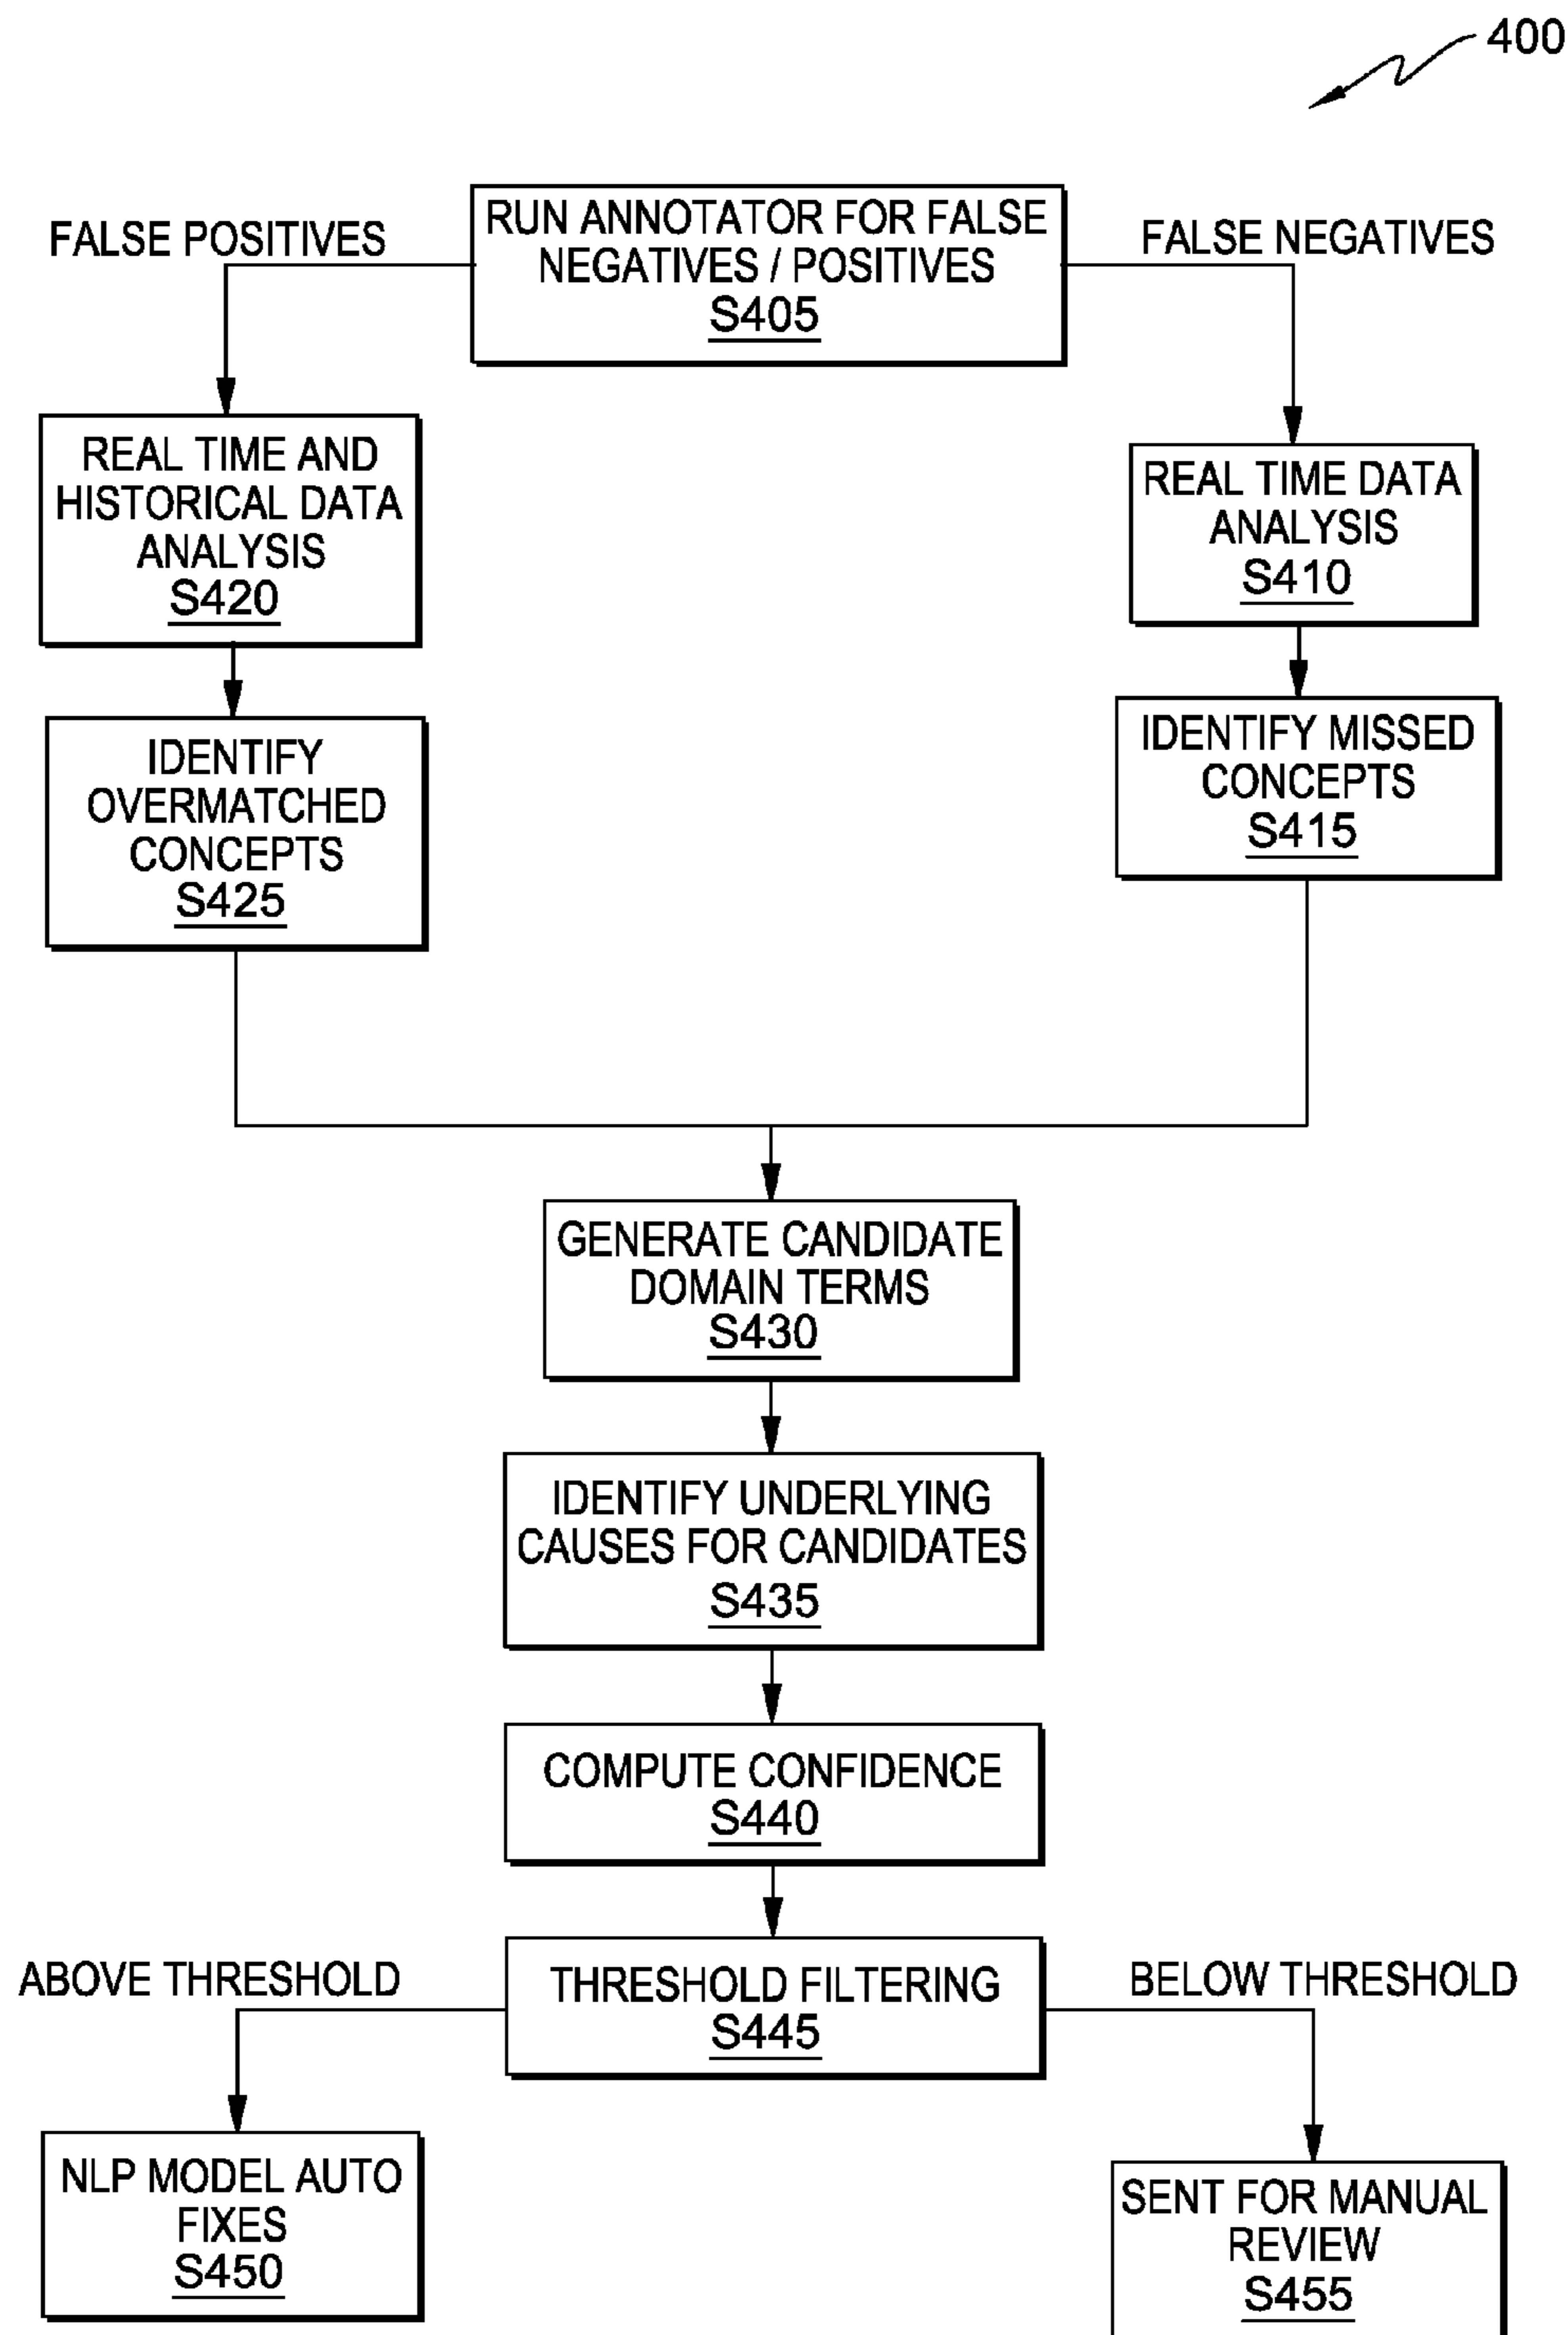 400
RUN ANNOTATOR FOR FALSE
NEGATIVES / POSITIVES
S405
FALSE POSITIVES
FALSE NEGATIVES
REAL TIME AND
HISTORICAL DATA
ANALYSIS
S420
REAL TIME DATA
ANALYSIS
S410
IDENTIFY
OVERMATCHED
CONCEPTS
S425
IDENTIFY MISSED
CONCEPTS
S415
GENERATE CANDIDATE
DOMAIN TERMS
S430
IDENTIFY UNDERLYING
CAUSES FOR CANDIDATES
S435
COMPUTE CONFIDENCE
S440
THRESHOLD FILTERING
S445
ABOVE THRESHOLD
BELOW THRESHOLD
NLP MODEL AUTO
FIXES
S450
SENT FOR MANUAL
REVIEW
S455